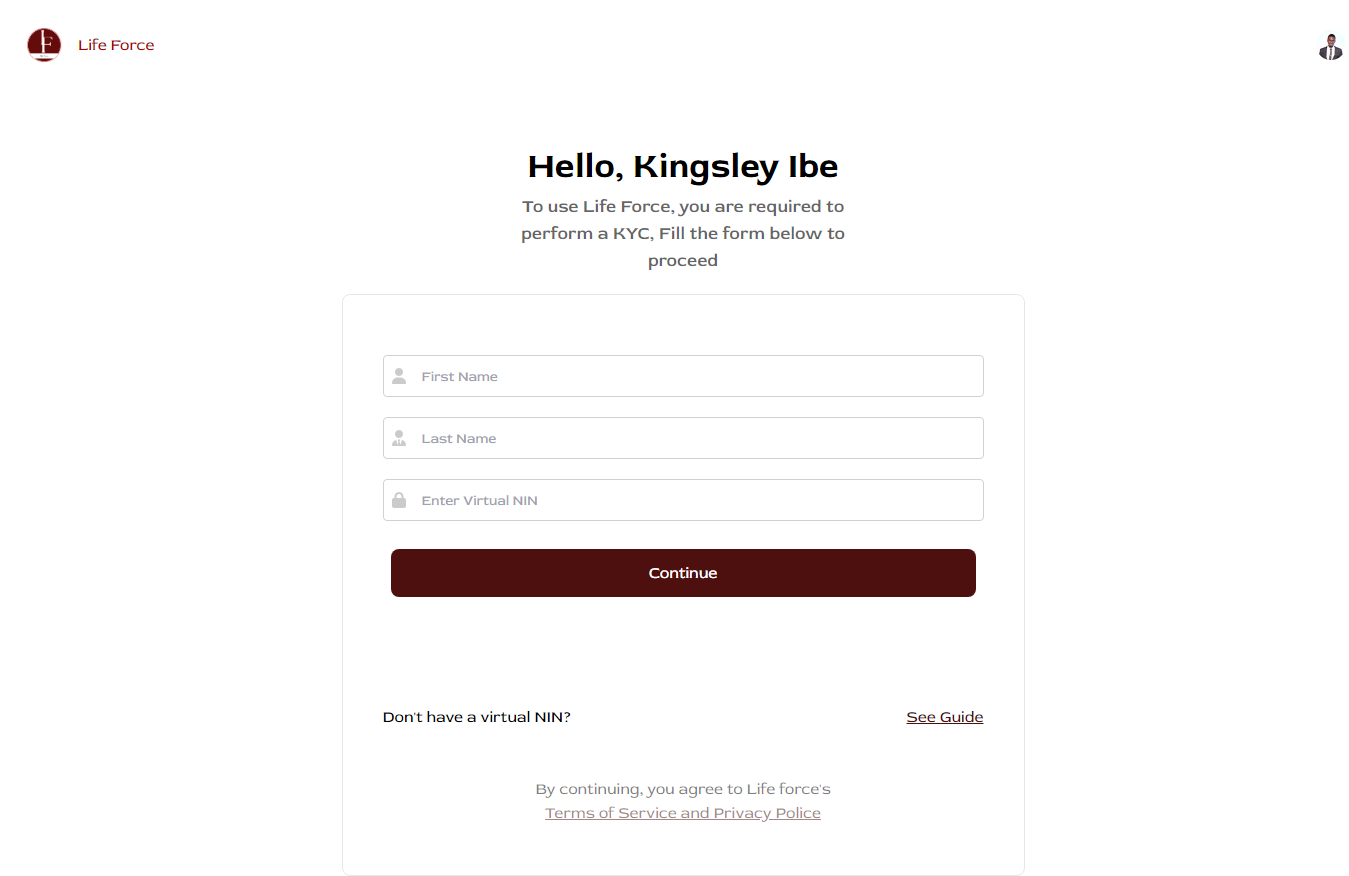 Life Force
Hello, Kingsley Ibe
To use Life Force, you are required to
perform a KYC, Fill the form below to
proceed
First Name
Last Name
Enter Virtual NIN
Continue
Don't have a virtual NIN? See Guide
By continuing, you agree to Life force's
Terms of Service and Privacy Police